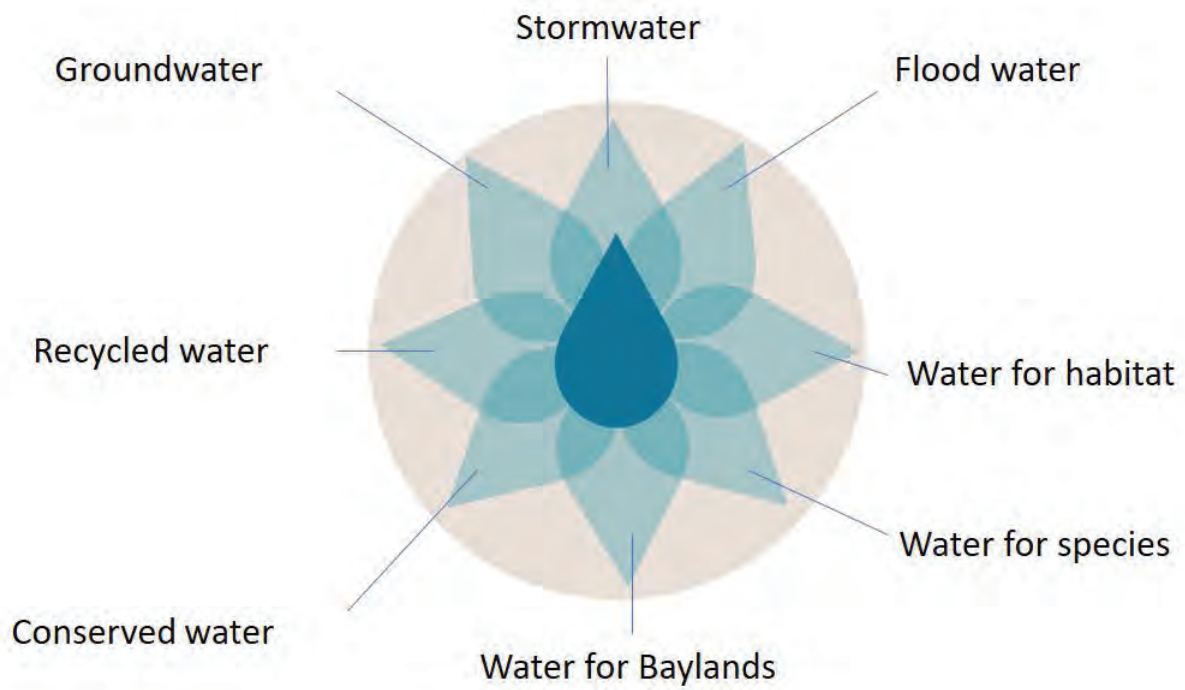 Stormwater
Groundwater
Flood water
Recycled water
Water for habitat
Water for species
Conserved water
Water for Baylands